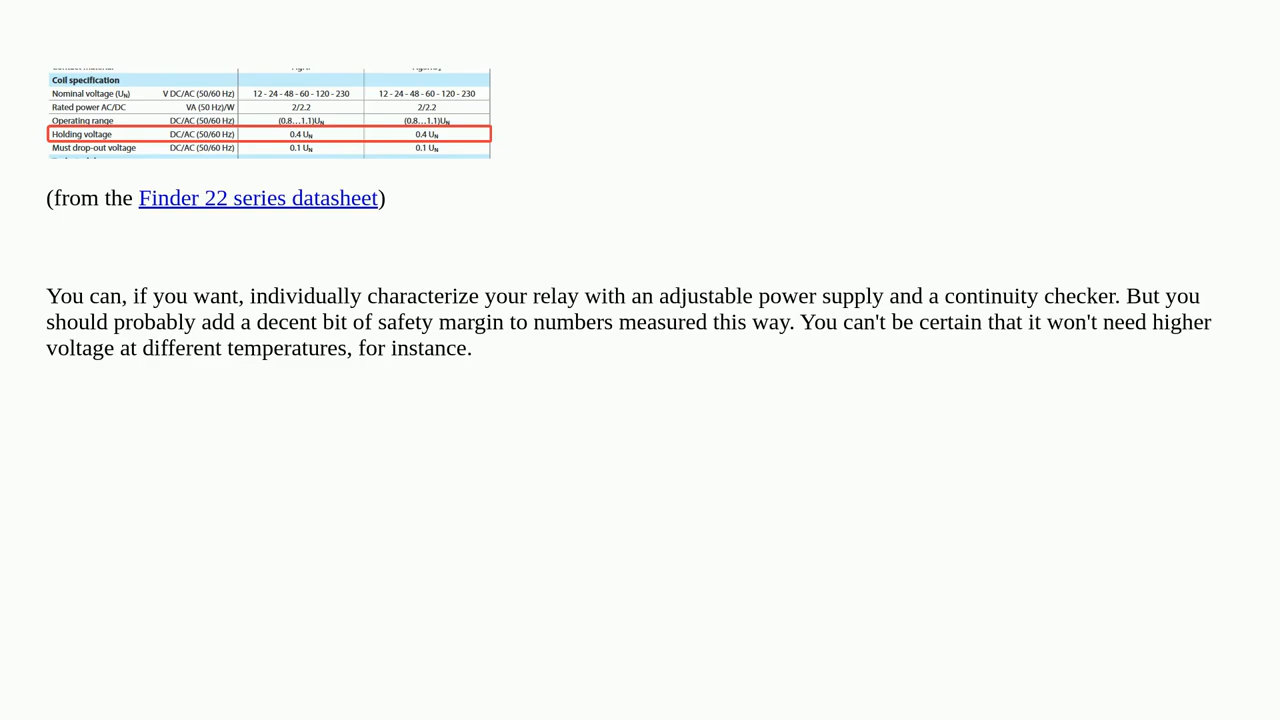 Coil specification
Nominal voltage (UN) V DC/AC (50/60 Hz) 12 - 24 - 48 - 60 - 120 - 230 12 - 24 - 48 - 60 - 120 - 230
Rated power AC/DC VA (50 Hz)/W 2/2.2 2/2.2
Operating range DC/AC (50/60 Hz) (0.8…1.1)UN (0.8…1.1)UN
Holding voltage DC/AC (50/60 Hz) 0.4 UN 0.4 UN
Must drop-out voltage DC/AC (50/60 Hz) 0.1 UN 0.1 UN
(from the Finder 22 series datasheet)
You can, if you want, individually characterize your relay with an adjustable power supply and a continuity checker. But you
should probably add a decent bit of safety margin to numbers measured this way. You can't be certain that it won't need higher
voltage at different temperatures, for instance.